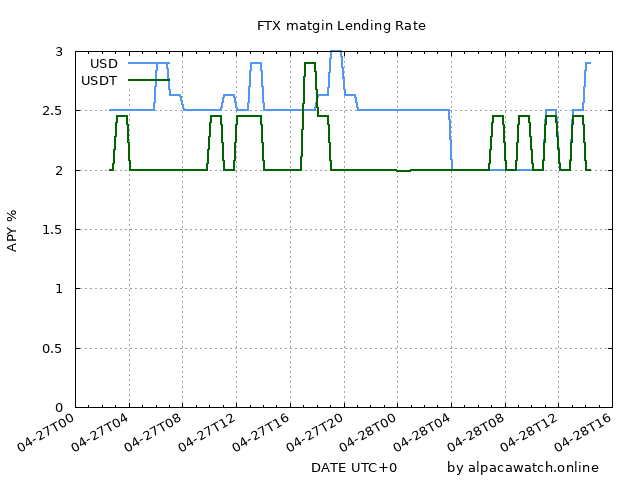 FTX matgin Lending Rate
3
2.5
2
1.5
1
0.5
0
APY %
USD
USDT
04-27T00
04-27T04
04-27T08
04-27T12
04-27T16
04-27T20
04-28T00
04-28T04
04-28T08
04-28T12
04-28T16
DATE UTC+0
by alpacawatch.online